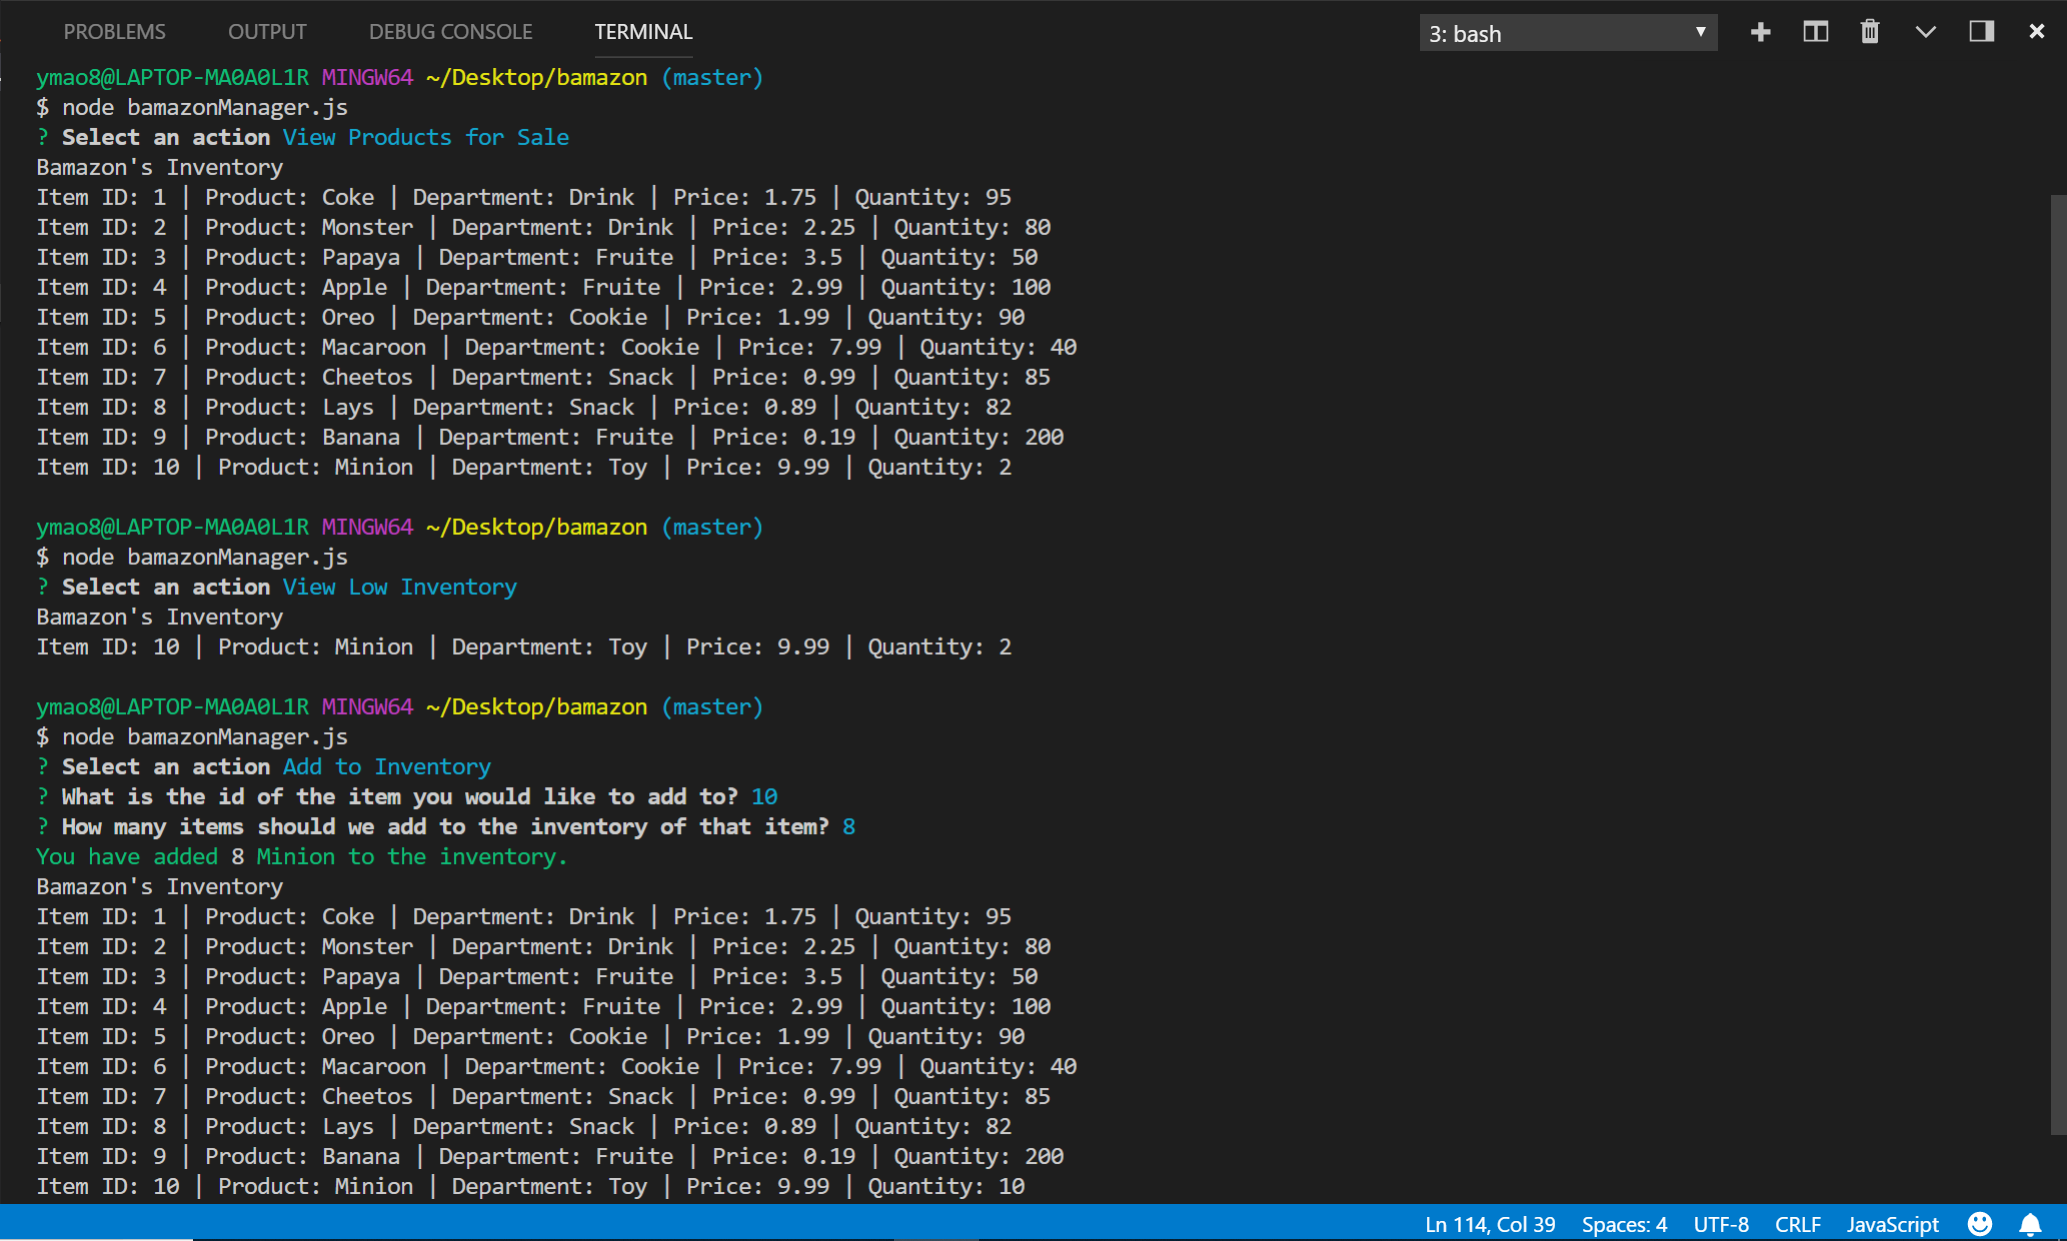 PROBLEMS OUTPUT DEBUG CONSOLE TERMINAL 3: bash
ymao8@LAPTOP-MA0A0L1R MINGW64 ~/Desktop/bamazon (master)
$ node bamazonManager.js
? Select an action View Products for Sale
Bamazon's Inventory
Item ID: 1 | Product: Coke | Department: Drink | Price: 1.75 | Quantity: 95
Item ID: 2 | Product: Monster | Department: Drink | Price: 2.25 | Quantity: 80
Item ID: 3 | Product: Papaya | Department: Fruite | Price: 3.5 | Quantity: 50
Item ID: 4 | Product: Apple | Department: Fruite | Price: 2.99 | Quantity: 100
Item ID: 5 | Product: Oreo | Department: Cookie | Price: 1.99 | Quantity: 90
Item ID: 6 | Product: Macaroon | Department: Cookie | Price: 7.99 | Quantity: 40
Item ID: 7 | Product: Cheetos | Department: Snack | Price: 0.99 | Quantity: 85
Item ID: 8 | Product: Lays | Department: Snack | Price: 0.89 | Quantity: 82
Item ID: 9 | Product: Banana | Department: Fruite | Price: 0.19 | Quantity: 200
Item ID: 10 | Product: Minion | Department: Toy | Price: 9.99 | Quantity: 2
ymao8@LAPTOP-MA0A0L1R MINGW64 ~/Desktop/bamazon (master)
$ node bamazonManager.js
? Select an action View Low Inventory
Bamazon's Inventory
Item ID: 10 | Product: Minion | Department: Toy | Price: 9.99 | Quantity: 2
ymao8@LAPTOP-MA0A0L1R MINGW64 ~/Desktop/bamazon (master)
$ node bamazonManager.js
? Select an action Add to Inventory
? What is the id of the item you would like to add to? 10
? How many items should we add to the inventory of that item? 8
You have added 8 Minion to the inventory.
Bamazon's Inventory
Item ID: 1 | Product: Coke | Department: Drink | Price: 1.75 | Quantity: 95
Item ID: 2 | Product: Monster | Department: Drink | Price: 2.25 | Quantity: 80
Item ID: 3 | Product: Papaya | Department: Fruite | Price: 3.5 | Quantity: 50
Item ID: 4 | Product: Apple | Department: Fruite | Price: 2.99 | Quantity: 100
Item ID: 5 | Product: Oreo | Department: Cookie | Price: 1.99 | Quantity: 90
Item ID: 6 | Product: Macaroon | Department: Cookie | Price: 7.99 | Quantity: 40
Item ID: 7 | Product: Cheetos | Department: Snack | Price: 0.99 | Quantity: 85
Item ID: 8 | Product: Lays | Department: Snack | Price: 0.89 | Quantity: 82
Item ID: 9 | Product: Banana | Department: Fruite | Price: 0.19 | Quantity: 200
Item ID: 10 | Product: Minion | Department: Toy | Price: 9.99 | Quantity: 10
Ln 114, Col 39 Spaces: 4 UTF-8 CRLF JavaScript